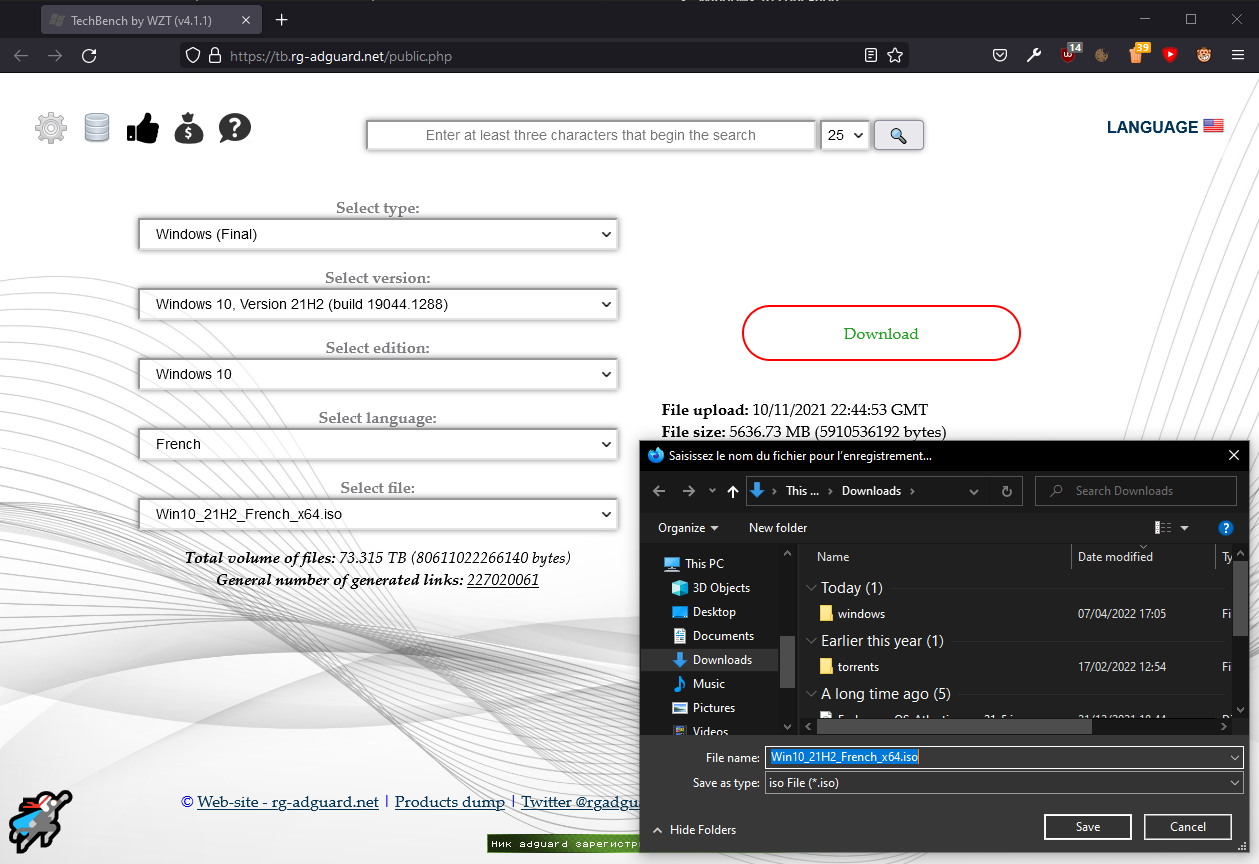 TechBench by WZT (v4.1.1)
https://tb.rg-adguard.net/public.php
14
39
Enter at least three characters that begin the search
25
LANGUAGE
Select type:
Windows (Final)
Select version:
Windows 10, Version 21H2 (build 19044.1288)
Select edition:
Windows 10
Select language:
French
Select file:
Win10_21H2_French_x64.iso
Total volume of files: 73.315 TB (80611022266140 bytes)
General number of generated links: 227020061
Download
File upload: 10/11/2021 22:44:53 GMT
File size: 5636.73 MB (5910536192 bytes)
Saisissez le nom du fichier pour l'enregistrement...
This ... Downloads
Search Downloads
Organize New folder
This PC
3D Objects
Desktop
Documents
Downloads
Music
Pictures
Videos
Name Date modified Ty
Today (1)
windows 07/04/2022 17:05 Fi
Earlier this year (1)
torrents 17/02/2022 12:54 Fi
A long time ago (5)
File name: Win10_21H2_French_x64.iso
Save as type: iso File (*.iso)
Hide Folders
Save Cancel
© Web-site - rg-adguard.net | Products dump | Twitter @rgadgu
Ник adguard зарегистр